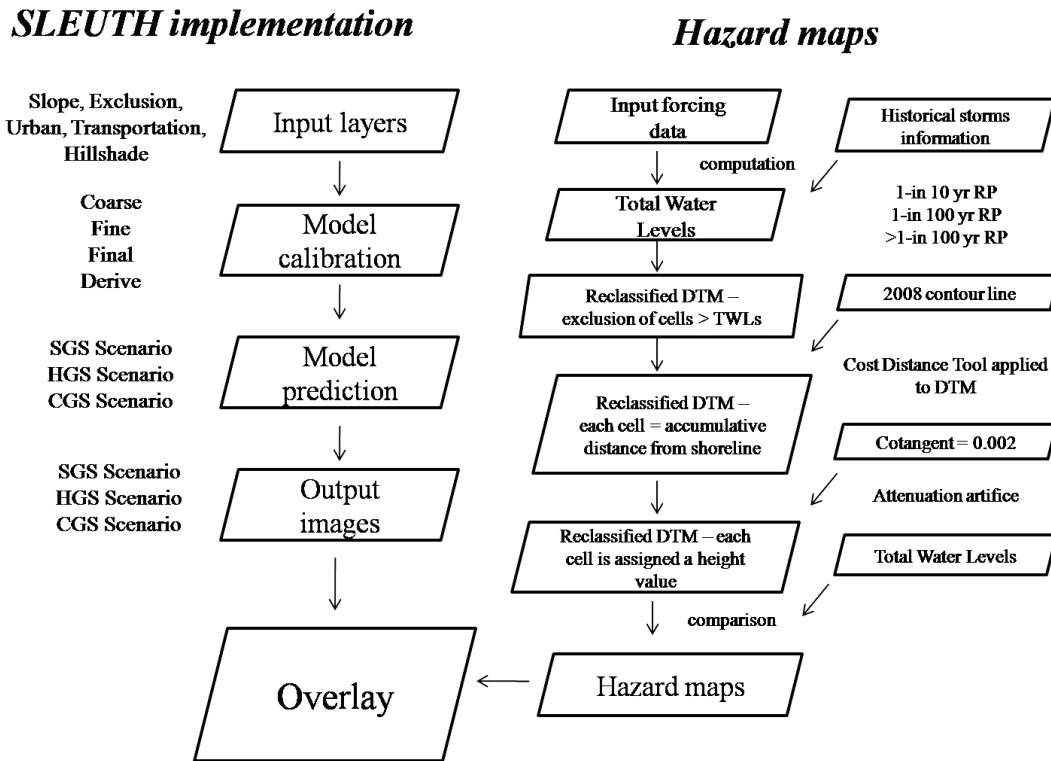 SLEUTH implementation
Slope, Exclusion,
Urban, Transportation,
Hillshade
Input layers
Coarse
Fine
Final
Derive
Model
calibration
SGS Scenario
HGS Scenario
CGS Scenario
Model
prediction
SGS Scenario
HGS Scenario
CGS Scenario
Output
images
Overlay
Hazard maps
Input forcing
data
Historical storms
information
computation
Total Water
Levels
1-in 10 yr RP
1-in 100 yr RP
>1-in 100 yr RP
Reclassified DTM –
exclusion of cells > TWLs
2008 contour line
Cost Distance Tool applied
to DTM
Reclassified DTM –
each cell = accumulative
distance from shoreline
Cotangent = 0.002
Attenuation artifice
Reclassified DTM – each
cell is assigned a height
value
Total Water Levels
comparison
Hazard maps